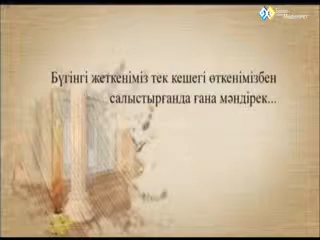 Бүгінгі жеткеніміз тек кешегі өткенімізбен
салыстырғанда ғана мәндірек...